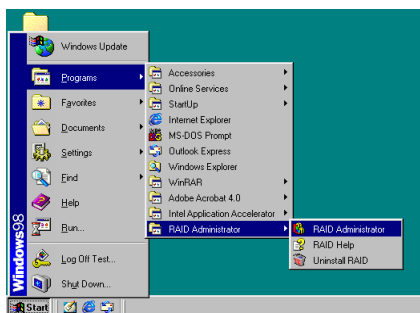 Windows Update
Programs
Favorites
Documents
Settings
Find
Help
Run...
Log Off Test...
Shut Down...
Windows98
Start
Accessories
Online Services
StartUp
Internet Explorer
MS-DOS Prompt
Outlook Express
Windows Explorer
WinRAR
Adobe Acrobat 4.0
Intel Application Accelerator
RAID Administrator
RAID Administrator
RAID Help
Uninstall RAID